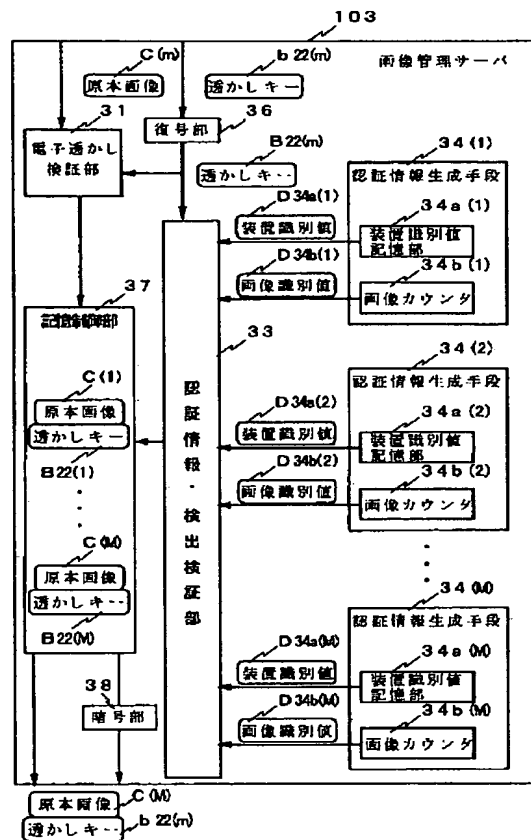 103
画像管理サーバ
C(m)
原本画像
b22(m)
透かしキー
31
36
電子透かし
検証部
復号部
B22(m)
透かしキー
34(1)
認証情報生成手段
D34a(1)
装置識別値
34a(1)
装置識別値
記憶部
D34b(1)
画像識別値
34b(1)
画像カウンタ
37
記憶制御部
33
認証情報・検出検証部
C(1)
原本画像
透かしキー
B22(1)
34(2)
認証情報生成手段
D34a(2)
装置識別値
34a(2)
装置識別値
記憶部
D34b(2)
画像識別値
34b(2)
画像カウンタ
C(M)
原本画像
透かしキー
B22(M)
34(M)
認証情報生成手段
D34a(M)
装置識別値
34a(M)
装置識別値
記憶部
D34b(M)
画像識別値
34b(M)
画像カウンタ
38
暗号部
原本画像
C(M)
透かしキー
b22(m)